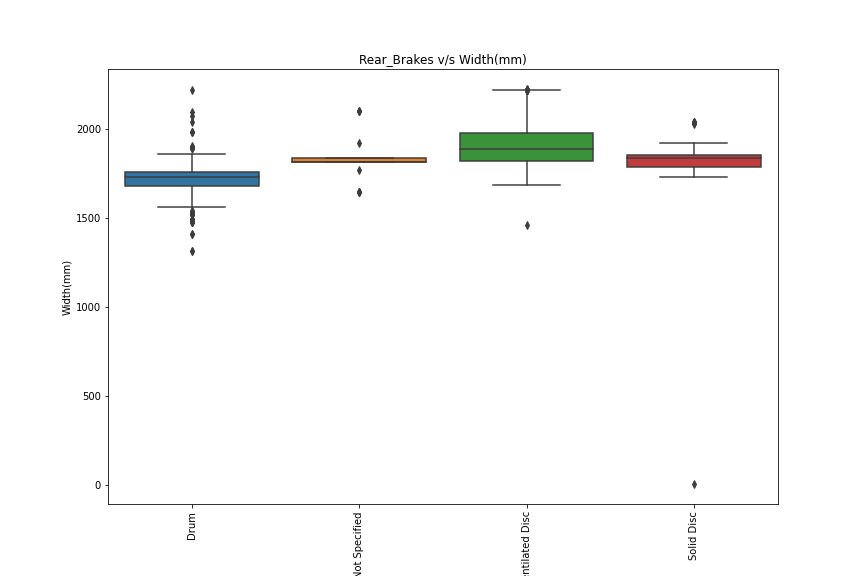 Rear_Brakes v/s Width(mm)
Width(mm)
2000
1500
1000
500
0
Drum
Not Specified
entilated Disc
Solid Disc